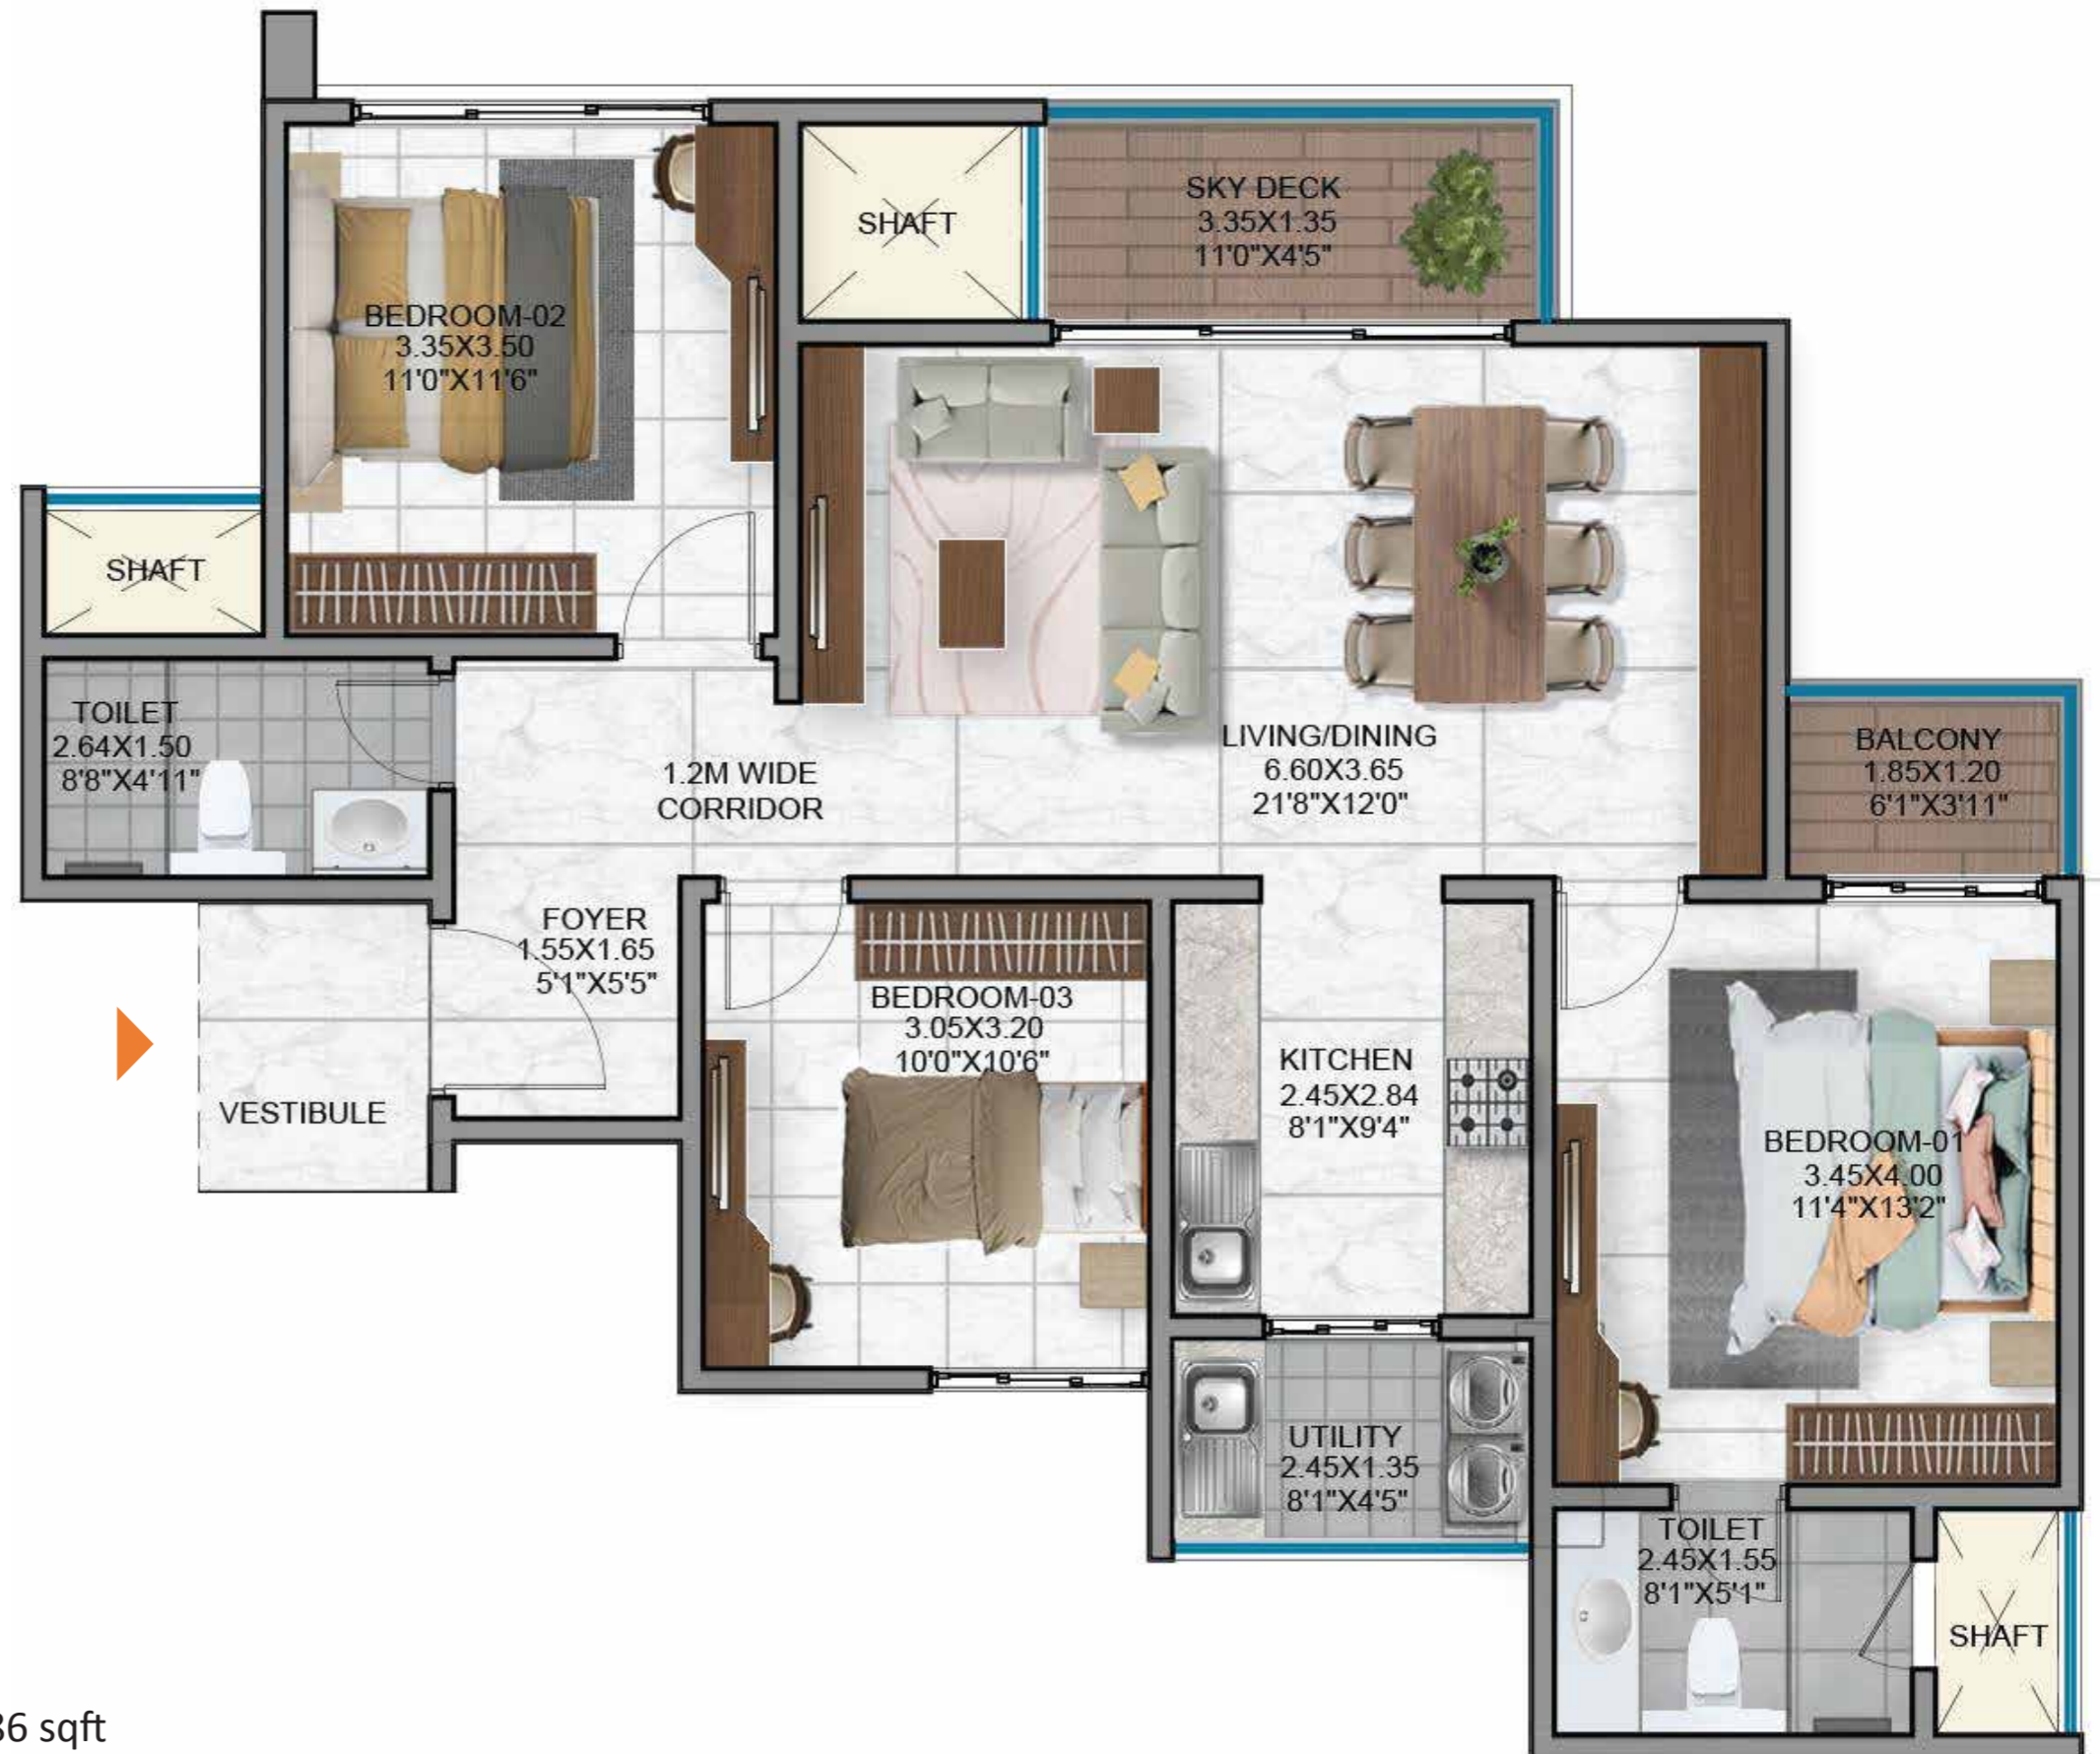 SKY DECK
3.35X1.35
11'0"X4'5"
SHAFT
BEDROOM-02
3.35X3.50
11'0"X11'6"
SHAFT
TOILET
2.64X1.50
8'8"X4'11"
1.2M WIDE
CORRIDOR
LIVING/DINING
6.60X3.65
21'8"X12'0"
BALCONY
1.85X1.20
6'1"X3'11"
FOYER
1.55X1.65
5'1"X5'5"
VESTIBULE
BEDROOM-03
3.05X3.20
10'0"X10'6"
KITCHEN
2.45X2.84
8'1"X9'4"
BEDROOM-01
3.45X4.00
11'4"X13'2"
UTILITY
2.45X1.35
8'1"X4'5"
TOILET
2.45X1.55
8'1"X5'1"
SHAFT
sqft